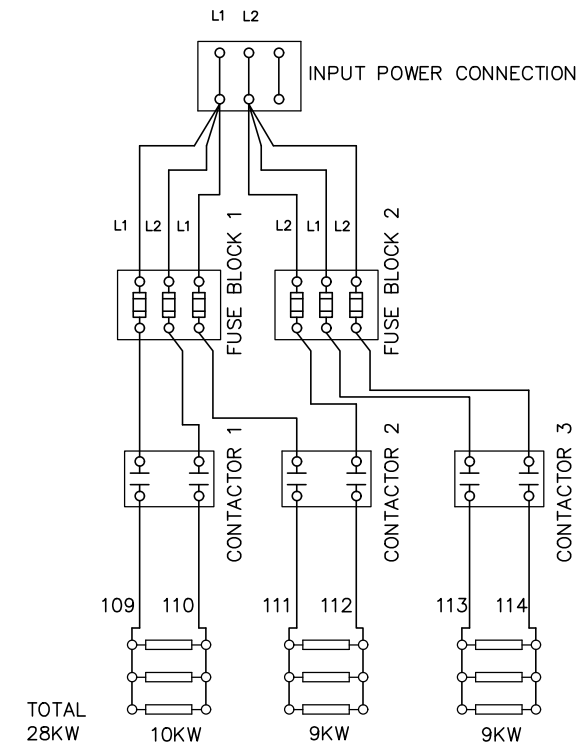 L1 L2
INPUT POWER CONNECTION
L1 L2 L1
FUSE BLOCK 1
L2 L1 L2
FUSE BLOCK 2
CONTACTOR 1
CONTACTOR 2
CONTACTOR 3
109 110 111 112 113 114
TOTAL
28KW 10KW 9KW 9KW